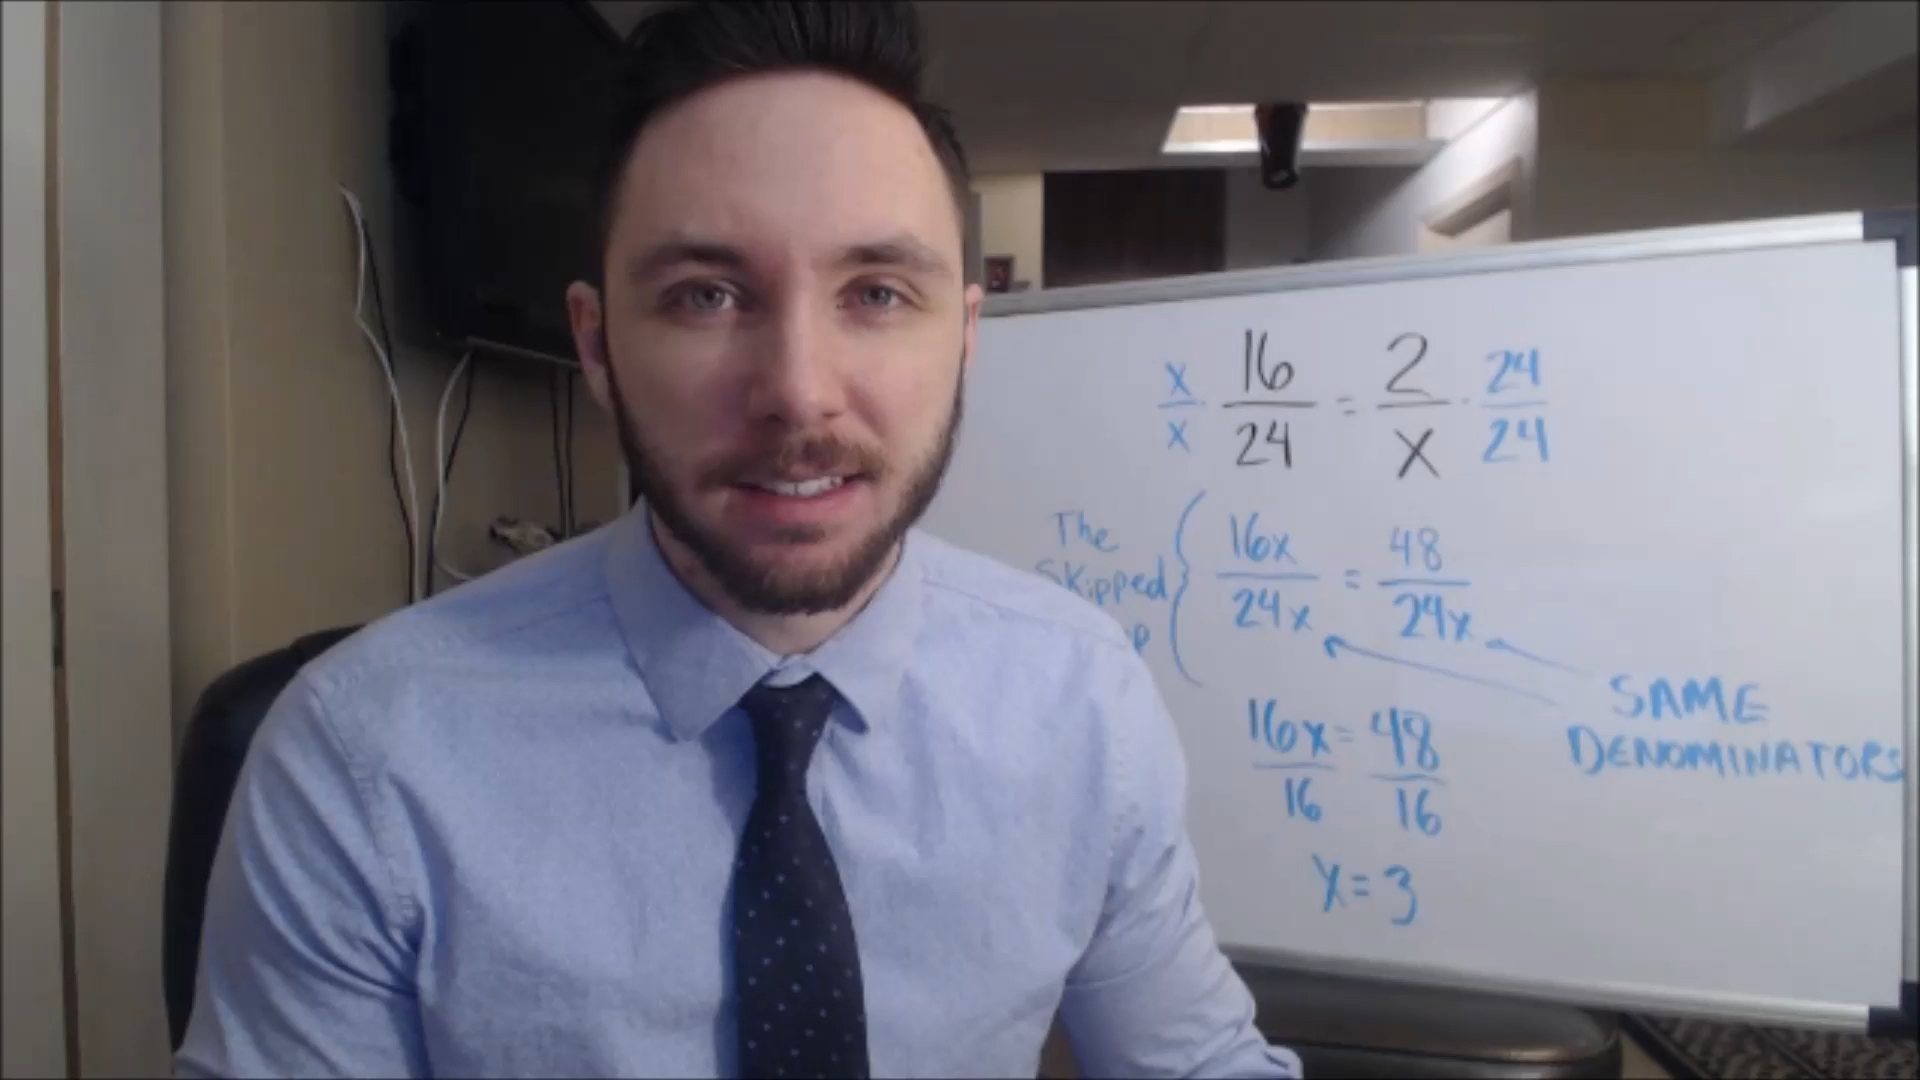 x/x · 16/24 = 2/x · 24/24
The
Skipped
16x/24x = 48/24x
SAME
DENOMINATORS
16x/16 = 48/16
x = 3